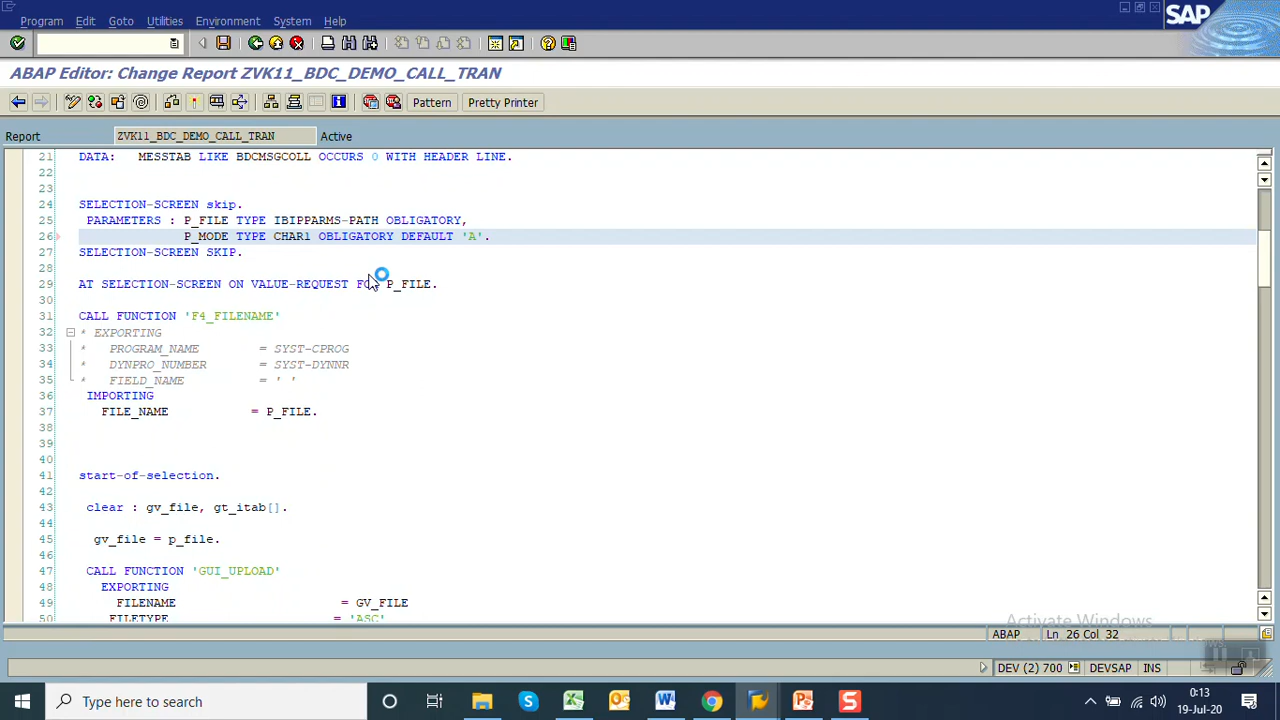 Program Edit Goto Utilities Environment System Help
SAP
ABAP Editor: Change Report ZVK11_BDC_DEMO_CALL_TRAN
Pattern Pretty Printer
Report ZVK11_BDC_DEMO_CALL_TRAN Active
21 DATA: MESSTAB LIKE BDCMSGCOLL OCCURS 0 WITH HEADER LINE.
22
23
24 SELECTION-SCREEN skip.
25 PARAMETERS : P_FILE TYPE IBIPPARMS-PATH OBLIGATORY,
26 P_MODE TYPE CHAR1 OBLIGATORY DEFAULT 'A'.
27 SELECTION-SCREEN SKIP.
28
29 AT SELECTION-SCREEN ON VALUE-REQUEST FOR P_FILE.
30
31 CALL FUNCTION 'F4_FILENAME'
32 * EXPORTING
33 * PROGRAM_NAME = SYST-CPROG
34 * DYNPRO_NUMBER = SYST-DYNNR
35 * FIELD_NAME = ' '
36 IMPORTING
37 FILE_NAME = P_FILE.
38
39
40
41 start-of-selection.
42
43 clear : gv_file, gt_itab[].
44
45 gv_file = p_file.
46
47 CALL FUNCTION 'GUI_UPLOAD'
48 EXPORTING
49 FILENAME = GV_FILE
50 FILETYPE = 'ASC'
Activate Windows
ABAP Ln 26 Col 32
DEV (2) 700 DEVSAP INS
Type here to search
0:13
19-Jul-20